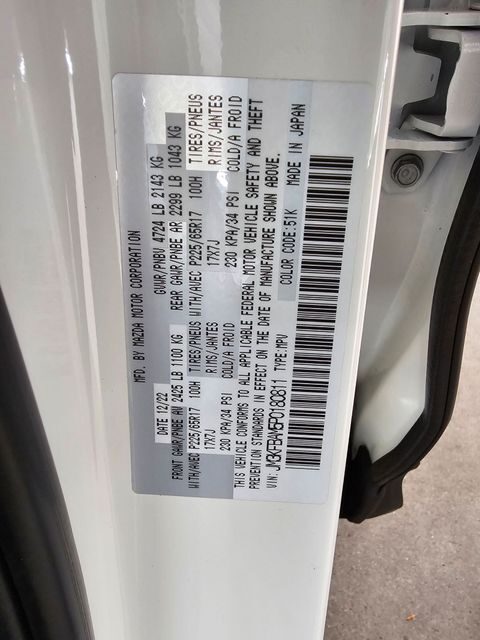 MFD. BY MAZDA MOTOR CORPORATION
DATE 12/22 GVWR/PNBV 4724 LB 2143 KG
FRONT GAWR/PNBE AV 2425 LB 1100 KG REAR GAWR/PNBE AR 2299 LB 1043 KG
WITH/AVEC P225/65R17 100H TIRES/PNEUS WITH/AVEC P225/65R17 100H TIRES/PNEUS
17X7J RIMS/JANTES 17X7J RIMS/JANTES
230 KPA/34 PSI COLD/A FROID 230 KPA/34 PSI COLD/A FROID
THIS VEHICLE CONFORMS TO ALL APPLICABLE FEDERAL MOTOR VEHICLE SAFETY AND THEFT
PREVENTION STANDARDS IN EFFECT ON THE DATE OF MANUFACTURE SHOWN ABOVE.
VIN: JM3KFBAM5P0180811 TYPE:MPV COLOR CODE:51K MADE IN JAPAN